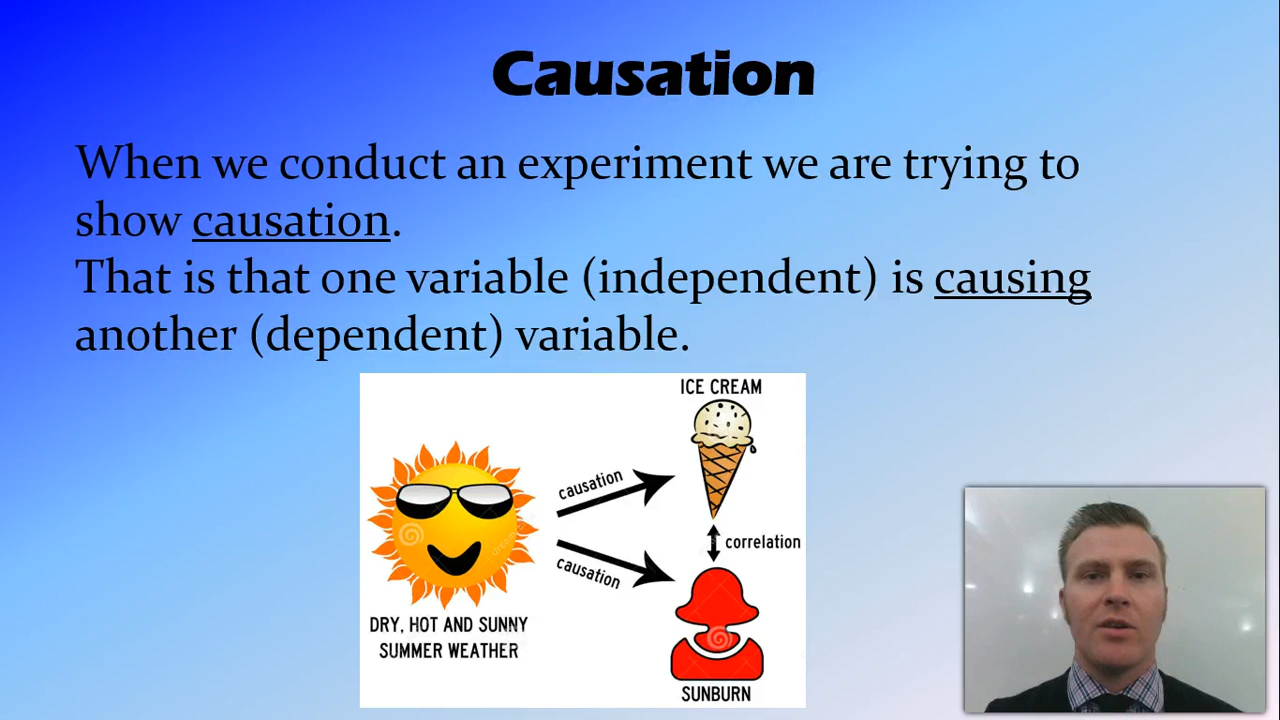 Causation
When we conduct an experiment we are trying to
show causation.
That is that one variable (independent) is causing
another (dependent) variable.
ICE CREAM
causation
correlation
causation
DRY, HOT AND SUNNY
SUMMER WEATHER
SUNBURN